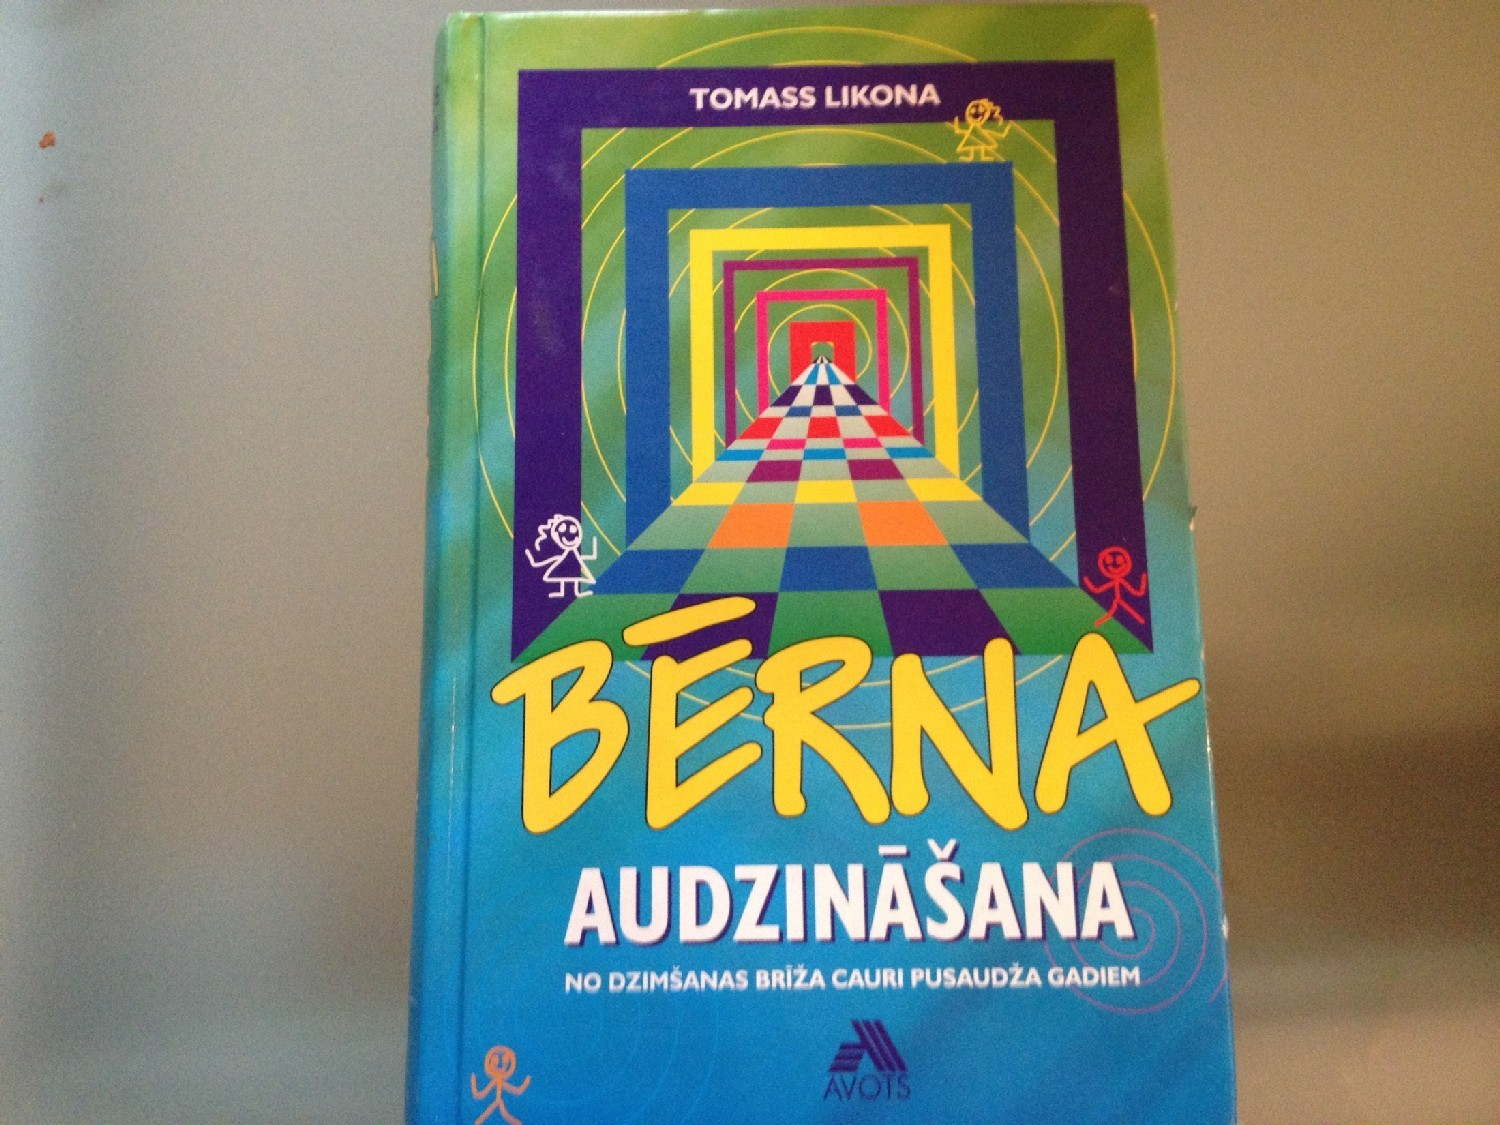 TOMASS LIKONA
BĒRNA
AUDZINĀŠANA
NO DZIMŠANAS BRĪŽA CAURI PUSAUDŽA GADIEM
AVOTS